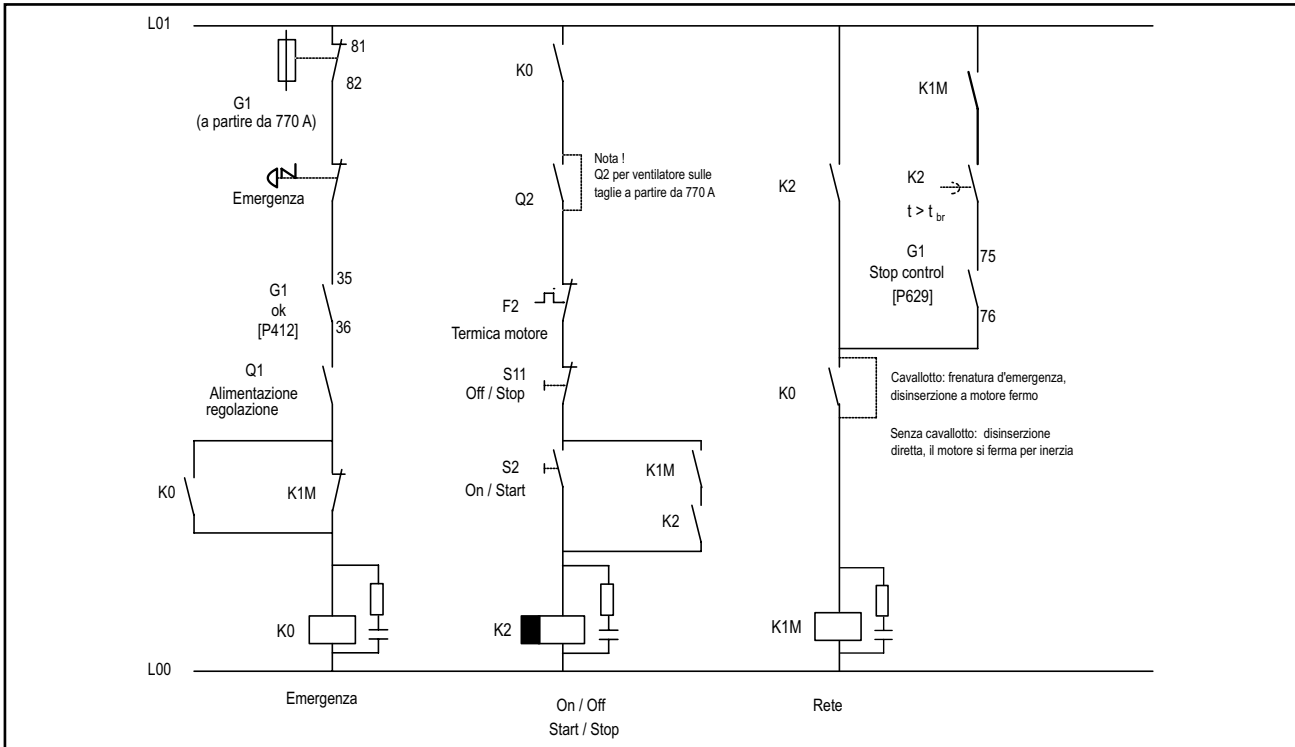 L01
81
82
G1
(a partire da 770 A)
Emergenza
35
G1
ok
[P412]
36
Q1
Alimentazione
regolazione
K0
K1M
K0
Emergenza
K0
Nota !
Q2 per ventilatore sulle
taglie a partire da 770 A
Q2
F2
Termica motore
S11
Off / Stop
S2
On / Start
K1M
K2
K2
On / Off
Start / Stop
K1M
K2
K2
t > t br
G1
Stop control
[P629]
75
76
K0
Cavallotto: frenatura d'emergenza,
disinserzione a motore fermo
Senza cavallotto: disinserzione
diretta, il motore si ferma per inerzia
K1M
Rete
L00